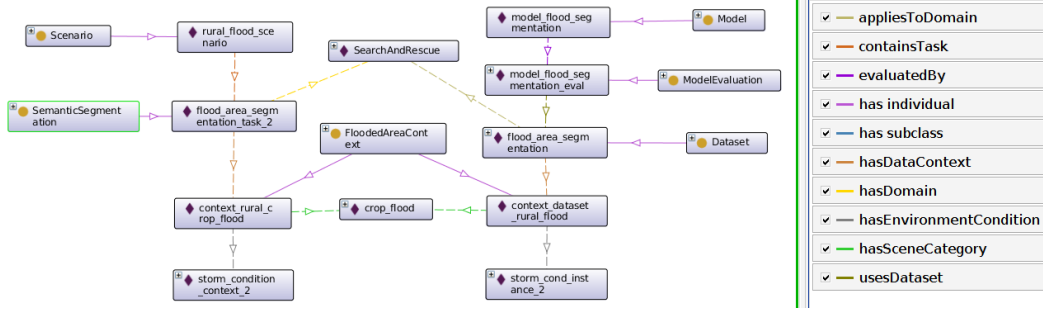 Scenario
rural_flood_sce
nario
model_flood_seg
mentation
Model
SearchAndRescue
model_flood_seg
mentation_eval
ModelEvaluation
SemanticSegment
ation
flood_area_segm
entation_task_2
FloodedAreaCont
ext
flood_area_segm
entation
Dataset
context_rural_c
rop_flood
crop_flood
context_dataset
_rural_flood
storm_condition
_context_2
storm_cond_inst
ance_2
appliesToDomain
containsTask
evaluatedBy
has individual
has subclass
hasDataContext
hasDomain
hasEnvironmentCondition
hasSceneCategory
usesDataset